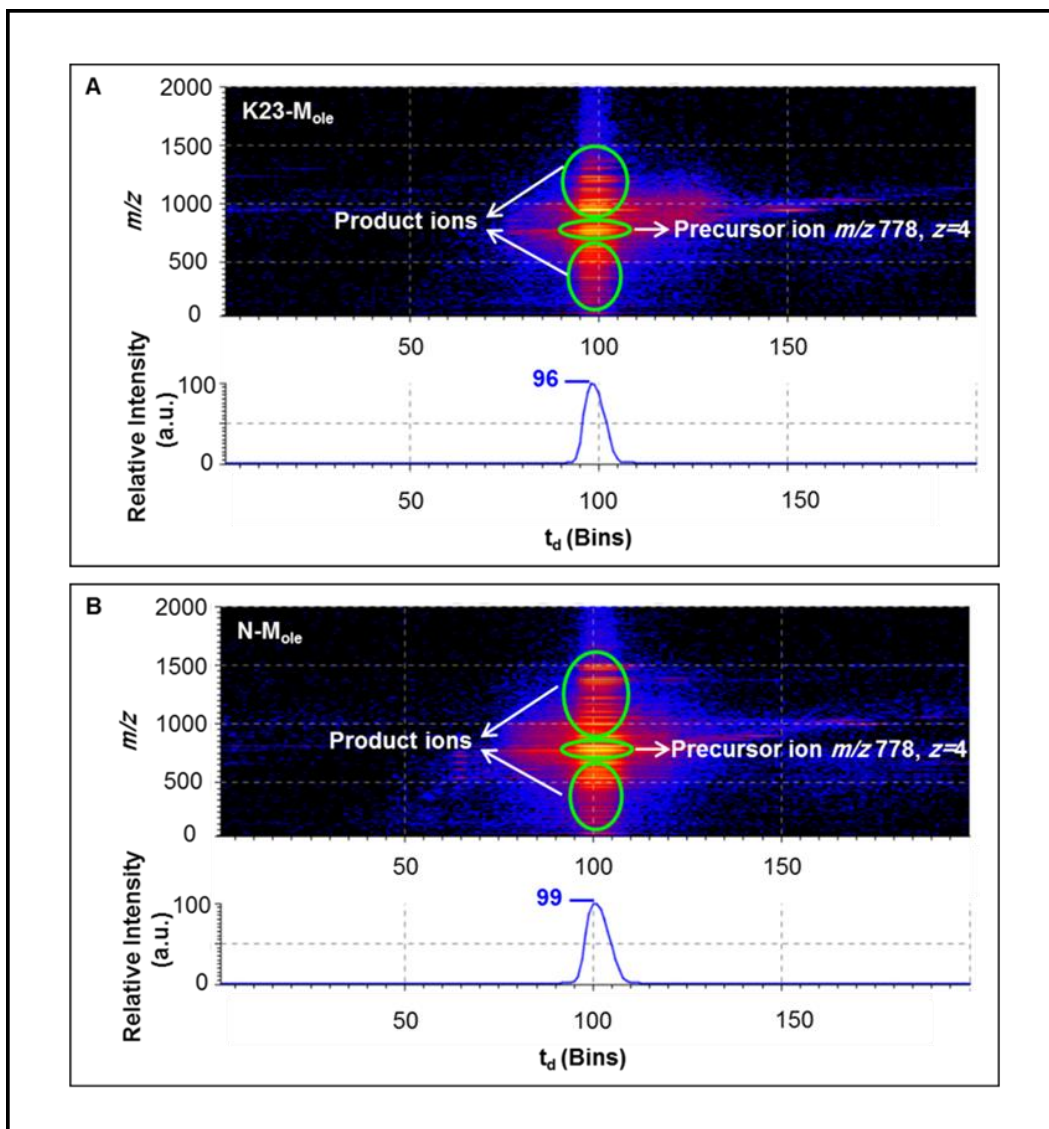 A
K23-Mole
2000
1500
1000
500
0
m/z
Product ions
Precursor ion m/z 778, z=4
50
100
150
Relative Intensity
(a.u.)
100
0
96
50
100
150
td (Bins)
B
N-Mole
2000
1500
1000
500
0
m/z
Product ions
Precursor ion m/z 778, z=4
50
100
150
Relative Intensity
(a.u.)
100
0
99
50
100
150
td (Bins)